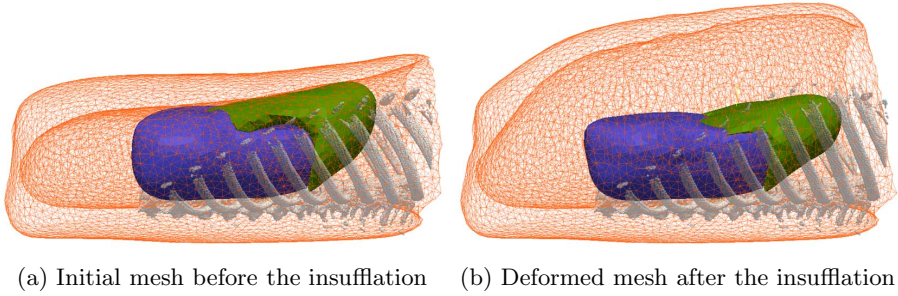 (a) Initial mesh before the insufflation
(b) Deformed mesh after the insufflation